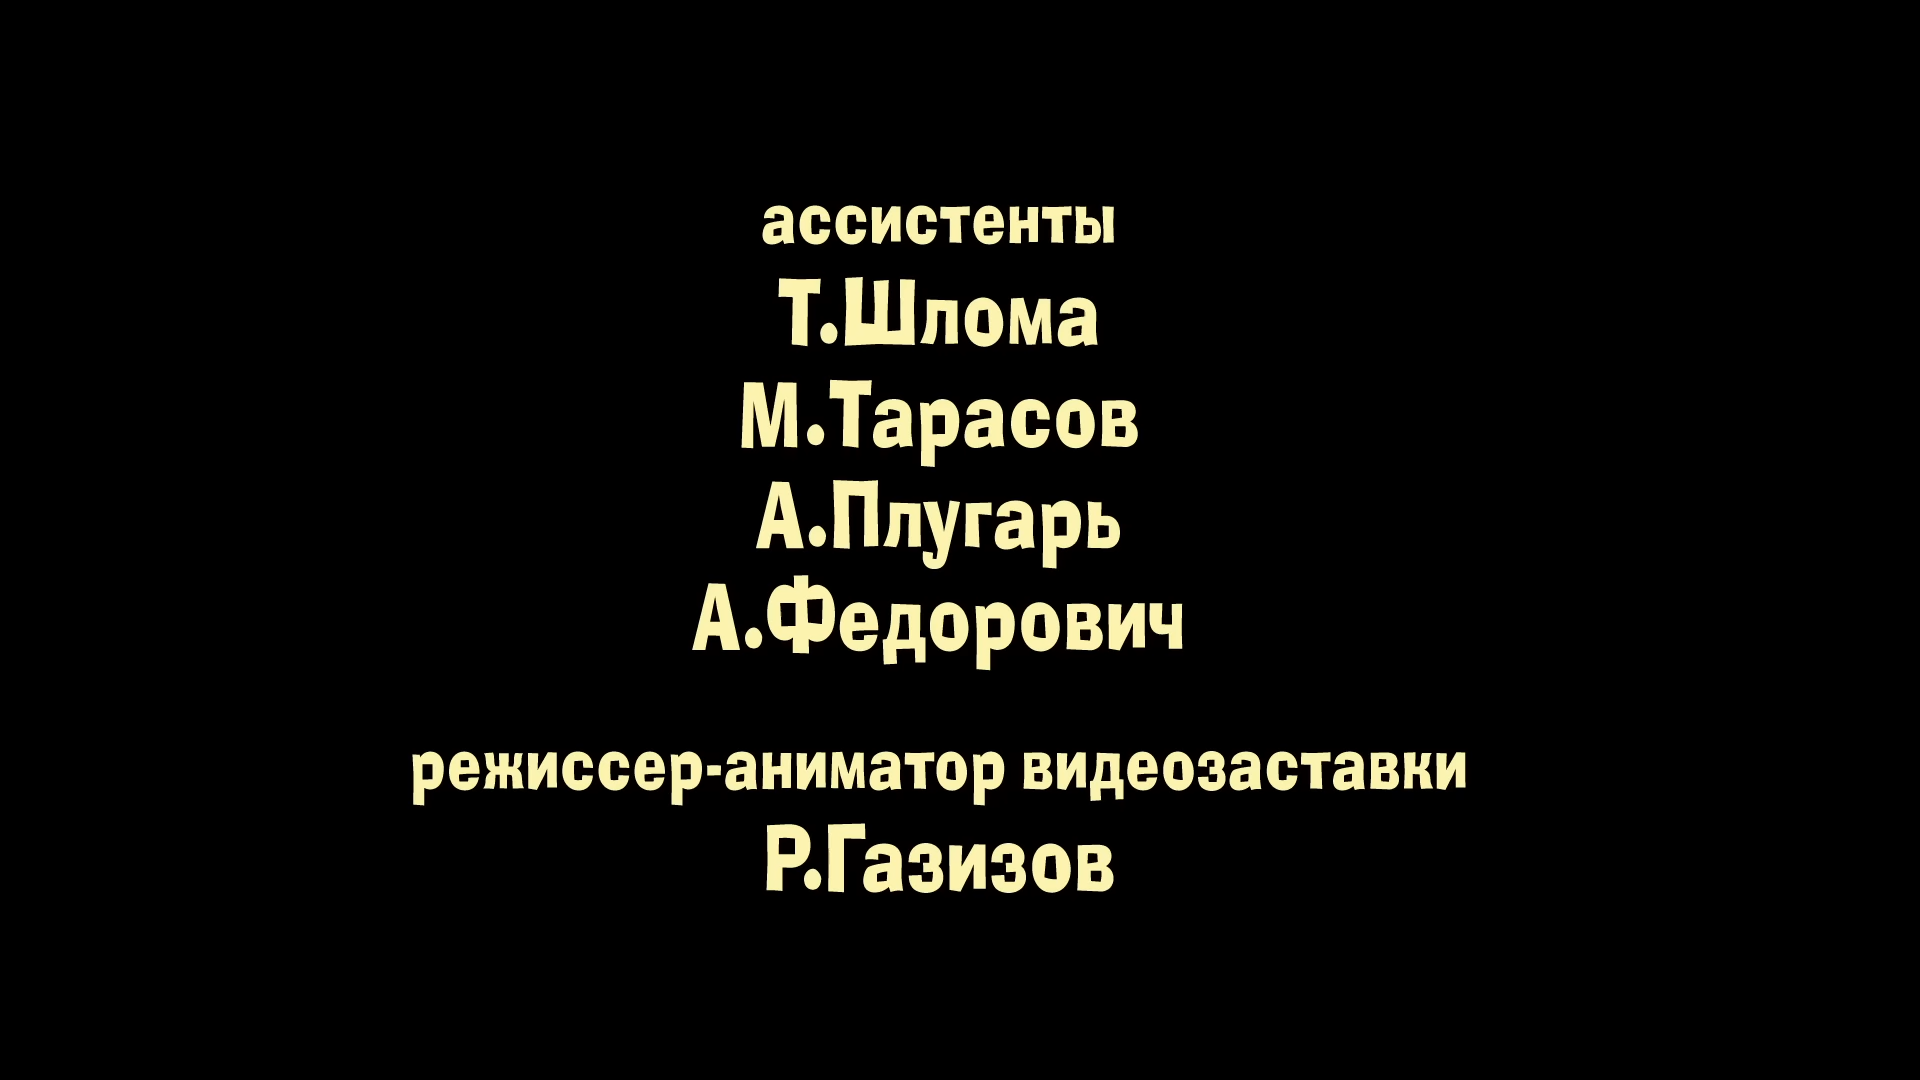 ассистенты
Т.Шлома
М.Тарасов
А.Плугарь
А.Федорович
режиссер-аниматор видеозаставки
Р.Газизов